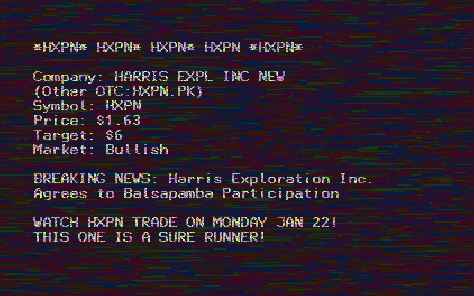 *HXPN* HXPN* HXPN* HXPN *HXPN*
Company: HARRIS EXPL INC NEW
(Other OTC:HXPN.PK)
Symbol: HXPN
Price: $1.63
Target: $6
Market: Bullish
BREAKING NEWS: Harris Exploration Inc.
Agrees to Balsapamba Participation
WATCH HXPN TRADE ON MONDAY JAN 22!
THIS ONE IS A SURE RUNNER!